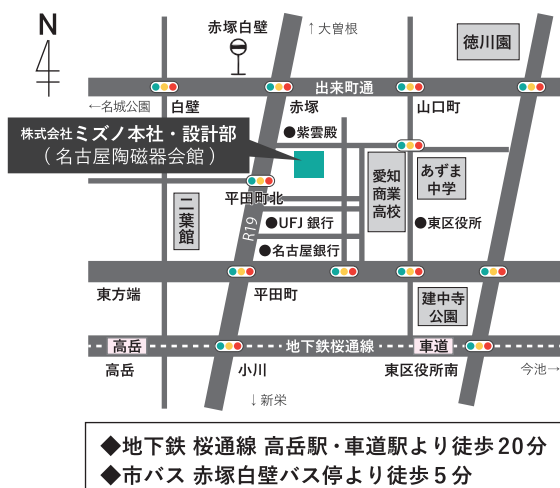 N
赤塚白壁
↑大曽根
徳川園
出来町通
←名城公園
白壁
赤塚
山口町
株式会社ミズノ本社・設計部
(名古屋陶磁器会館)
●紫雲殿
愛知
商業
高校
あずま
中学
平田町北
二葉館
R19
●UFJ 銀行
●東区役所
●名古屋銀行
東方端
平田町
建中寺
公園
高岳
地下鉄桜通線
車道
高岳
小川
東区役所南
今池→
↓新栄
◆地下鉄 桜通線 高岳駅・車道駅より徒歩20分
◆市バス 赤塚白壁バス停より徒歩5分